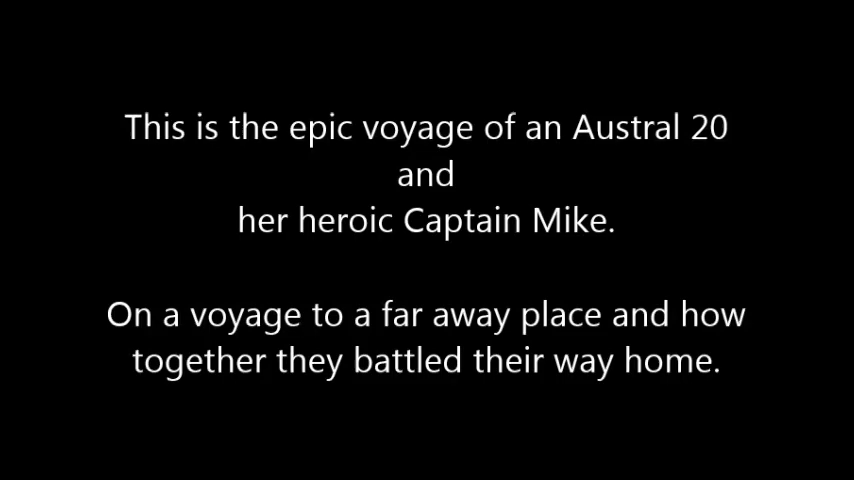 This is the epic voyage of an Austral 20
and
her heroic Captain Mike.
On a voyage to a far away place and how
together they battled their way home.